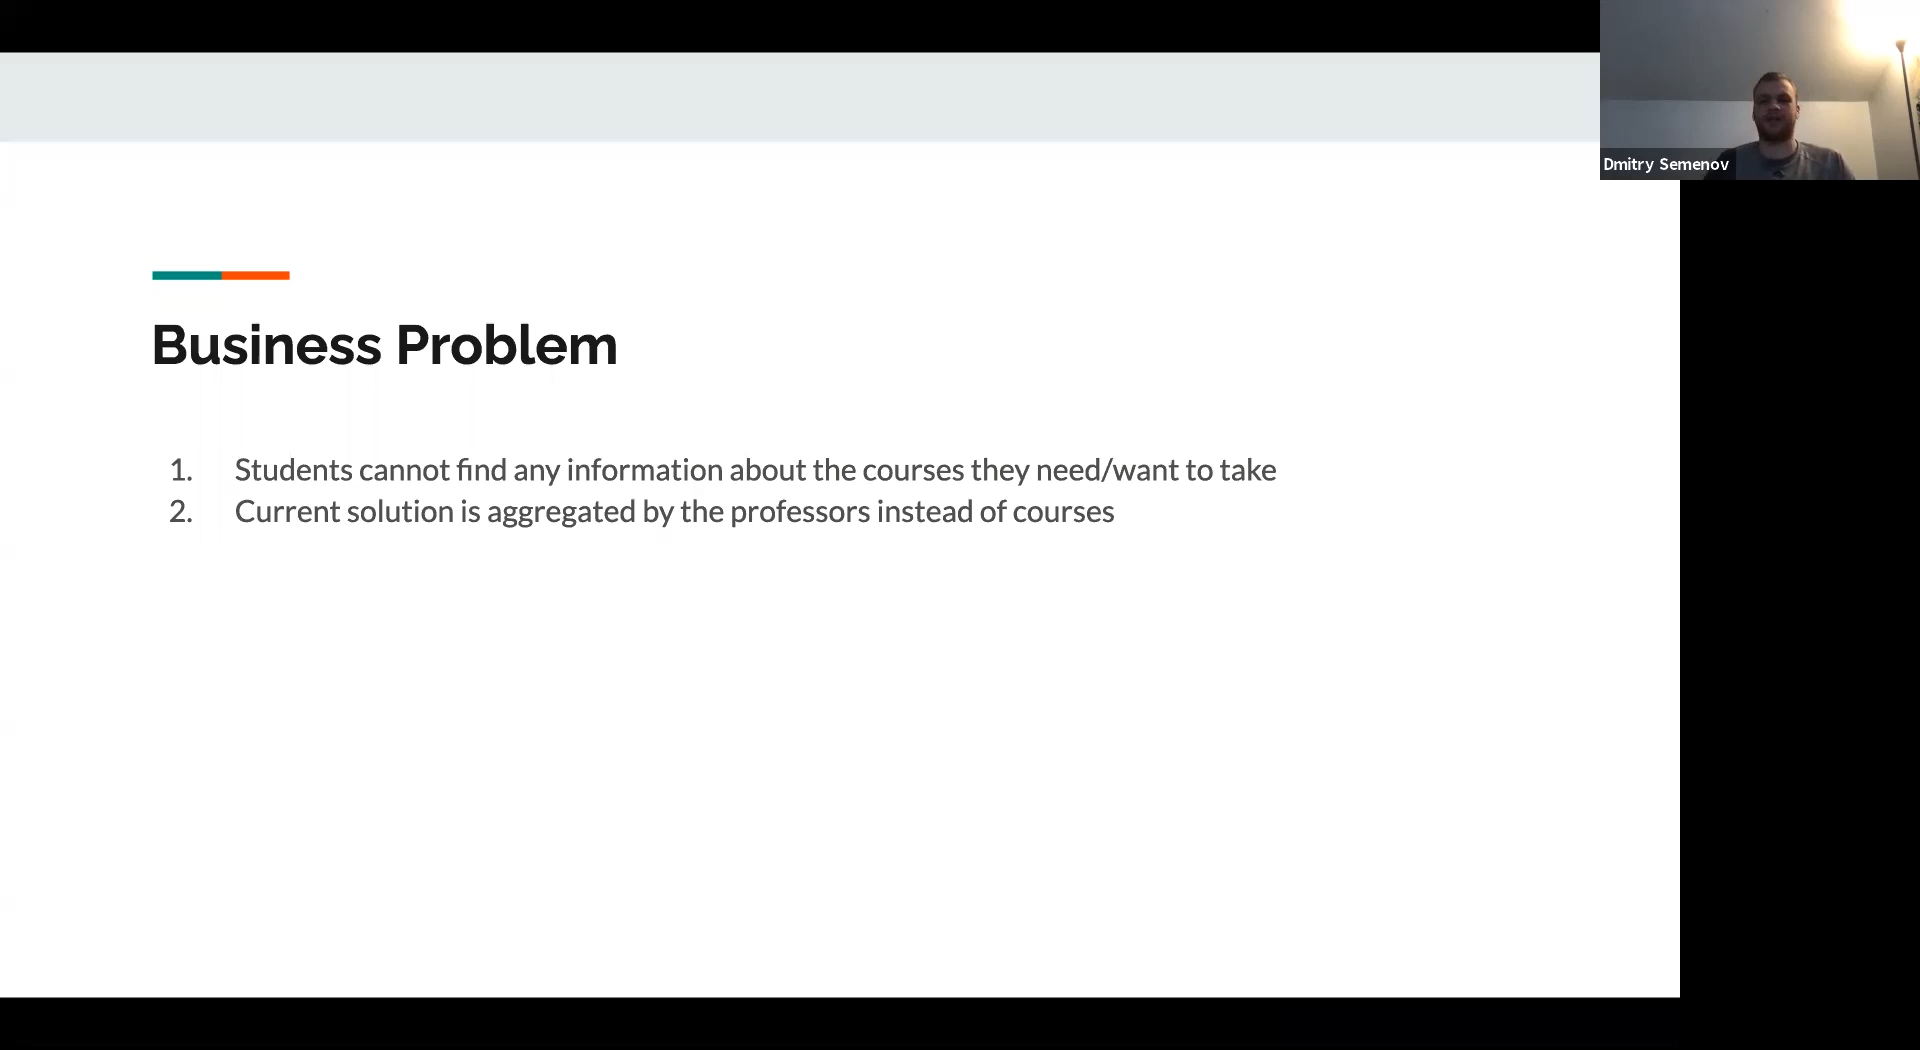 Dmitry Semenov
Business Problem
1. Students cannot find any information about the courses they need/want to take
2. Current solution is aggregated by the professors instead of courses